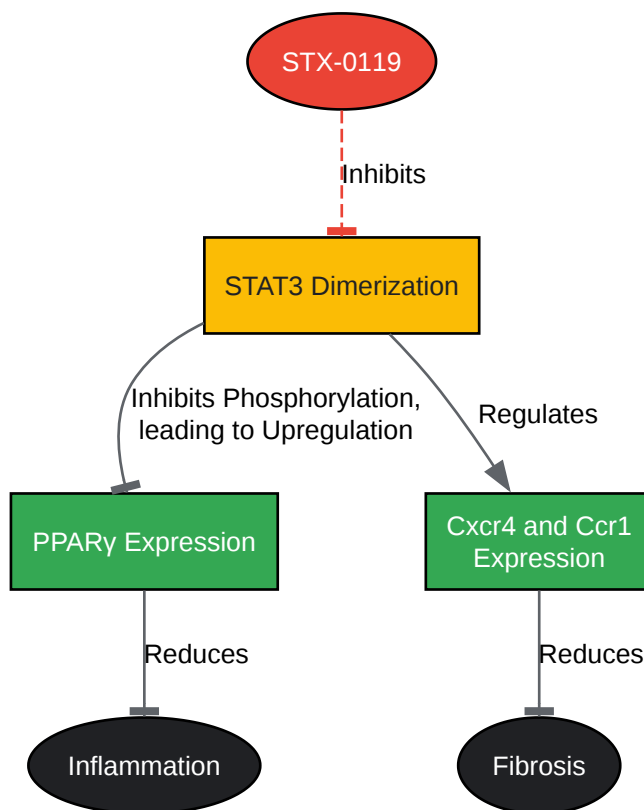 STX-0119
Inhibits
STAT3 Dimerization
Inhibits Phosphorylation,
leading to Upregulation
Regulates
PPARγ Expression
Cxcr4 and Ccr1
Expression
Reduces
Reduces
Inflammation
Fibrosis